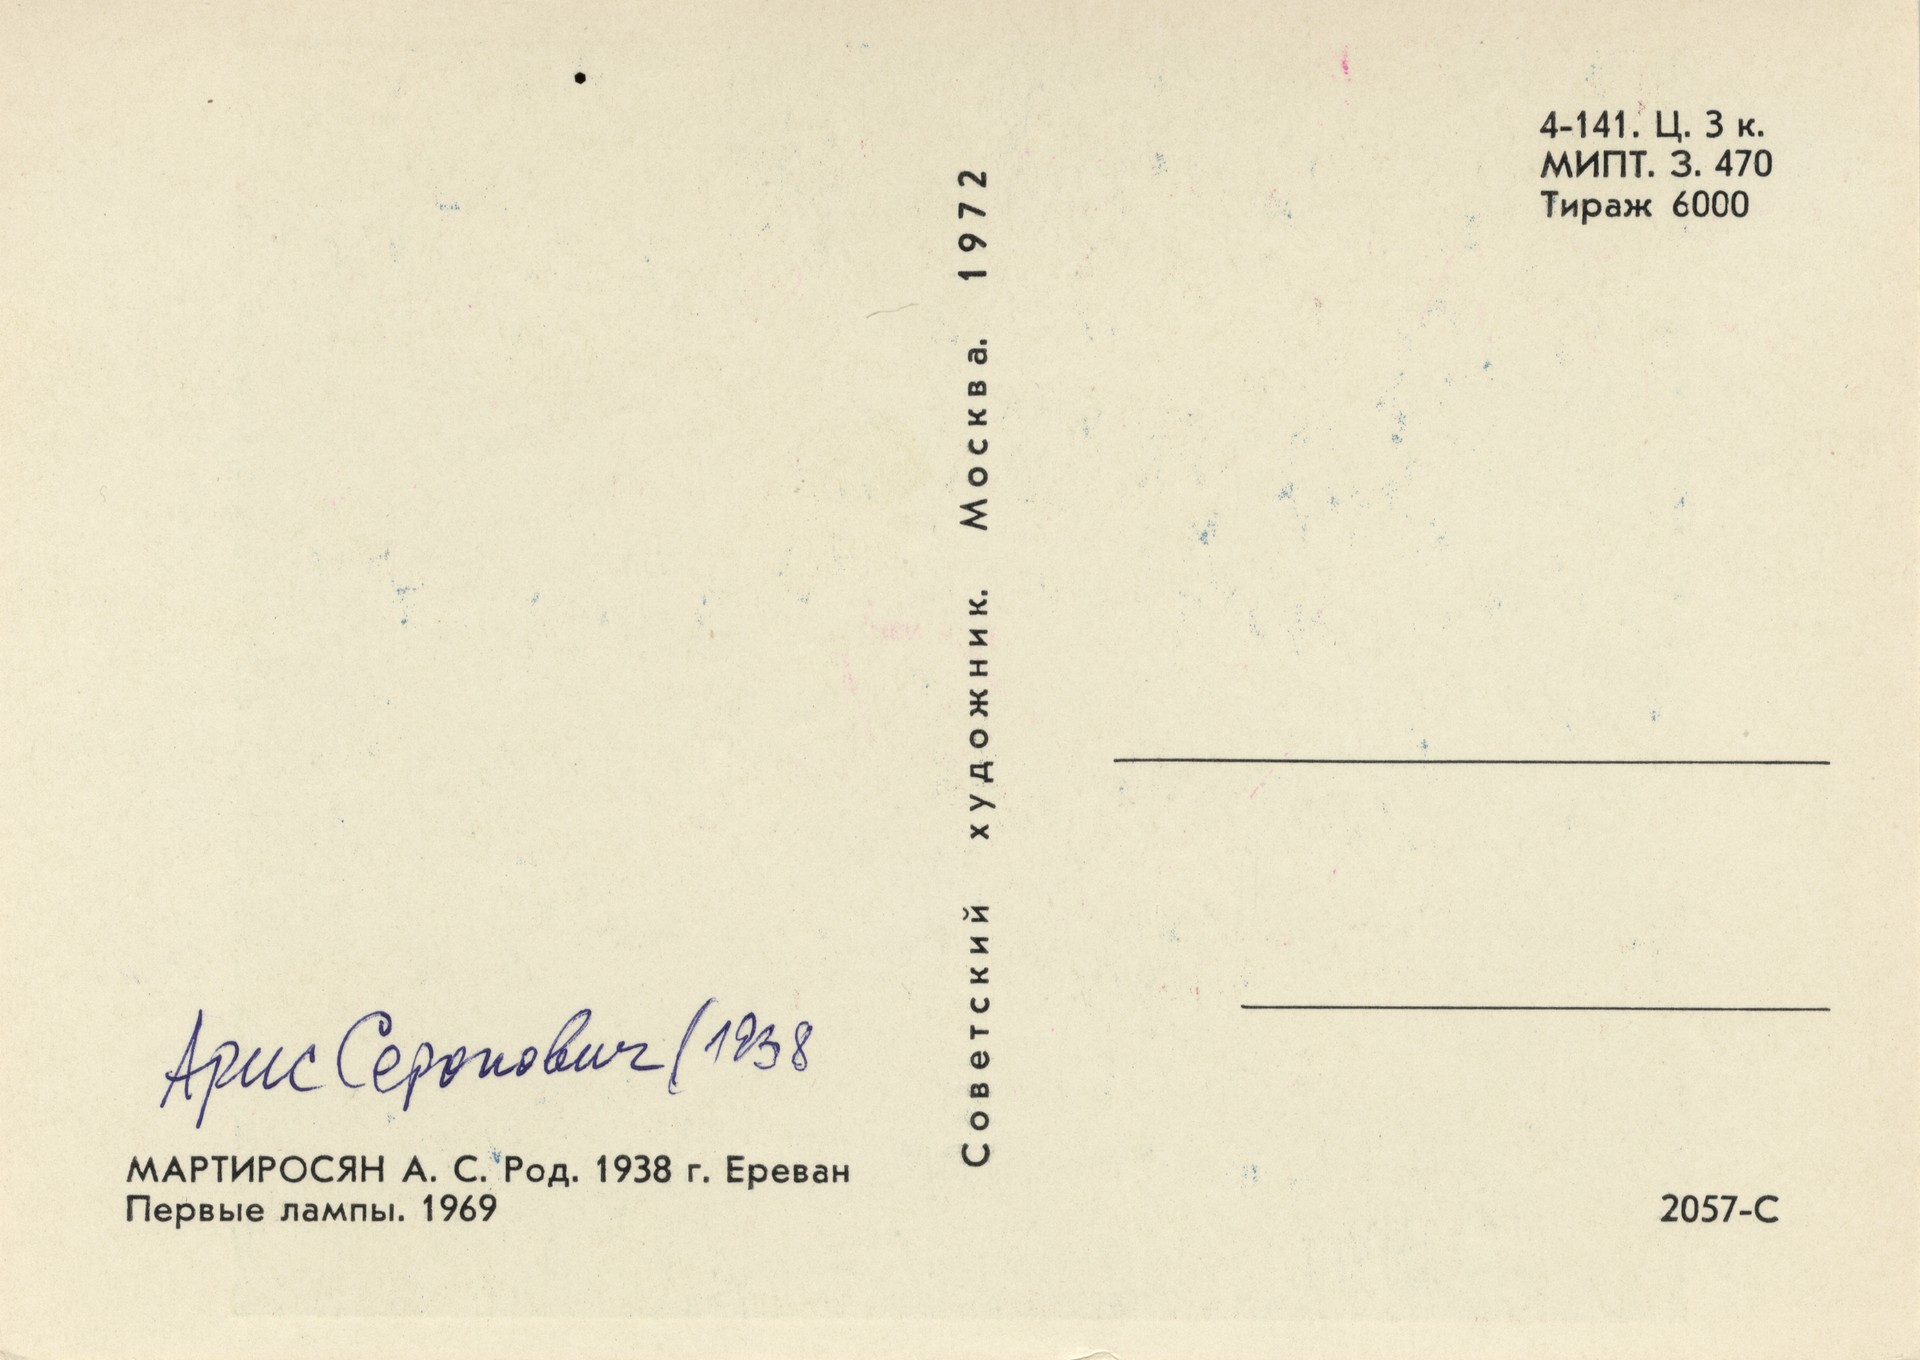 4-141. Ц. 3 к.
МИПТ. З. 470
Тираж 6000
Советский художник. Москва. 1972
Арис Серопович (1938
МАРТИРОСЯН А. С. Род. 1938 г. Ереван
Первые лампы. 1969
2057-С